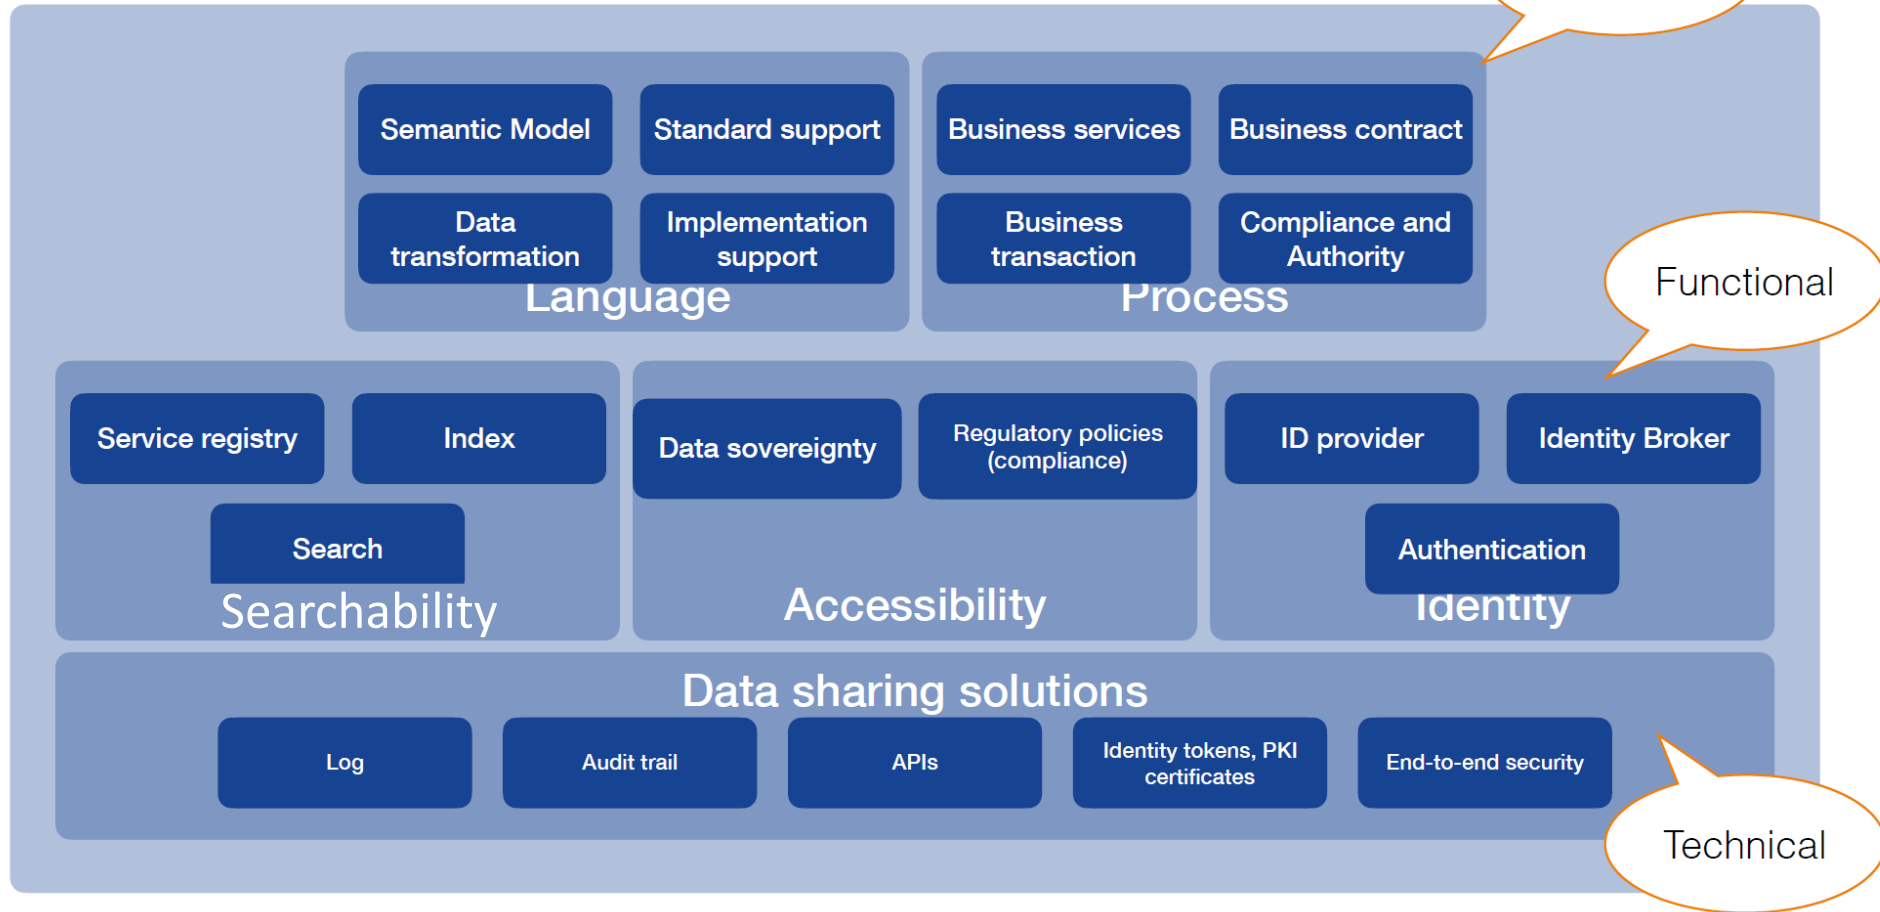 Semantic Model
Standard support
Data
transformation
Implementation
support
Language
Business services
Business contract
Business
transaction
Compliance and
Authority
Process
Functional
Service registry
Index
Search
Searchability
Data sovereignty
Regulatory policies
(compliance)
Accessibility
ID provider
Identity Broker
Authentication
Identity
Data sharing solutions
Log
Audit trail
APIs
Identity tokens, PKI
certificates
End-to-end security
Technical